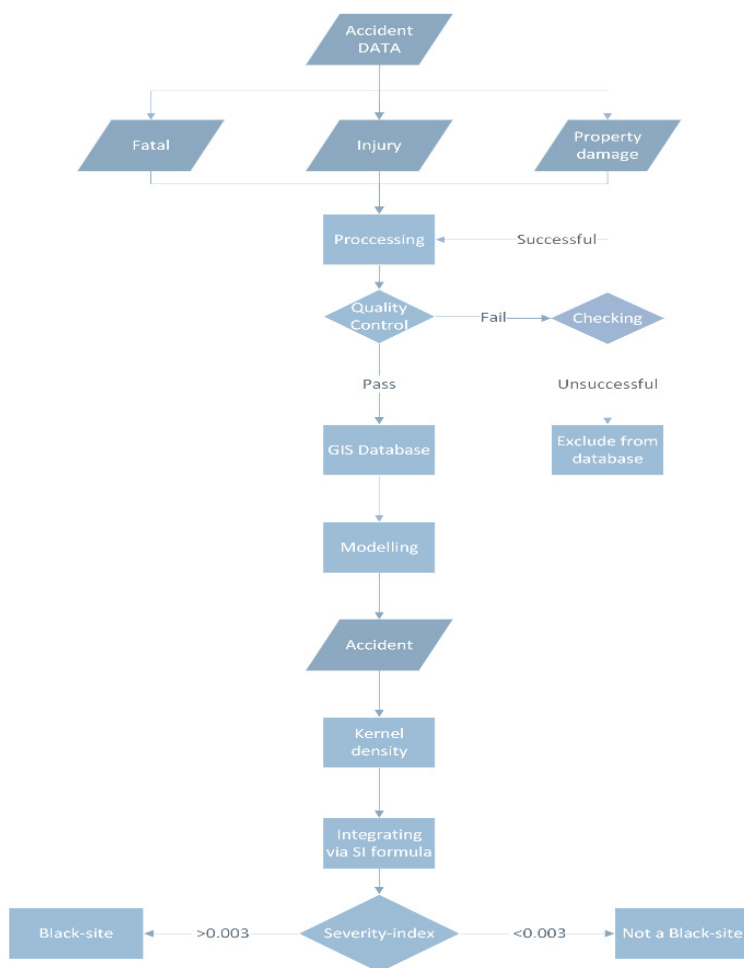 Accident
DATA
Fatal
Injury
Property
damage
Proccessing
Successful
Quality
Control
Fail
Checking
Pass
Unsuccessful
GIS Database
Exclude from
database
Modelling
Accident
Kernel
density
Integrating
via SI formula
Black-site
>0.003
Severity-index
<0.003
Not a Black-site